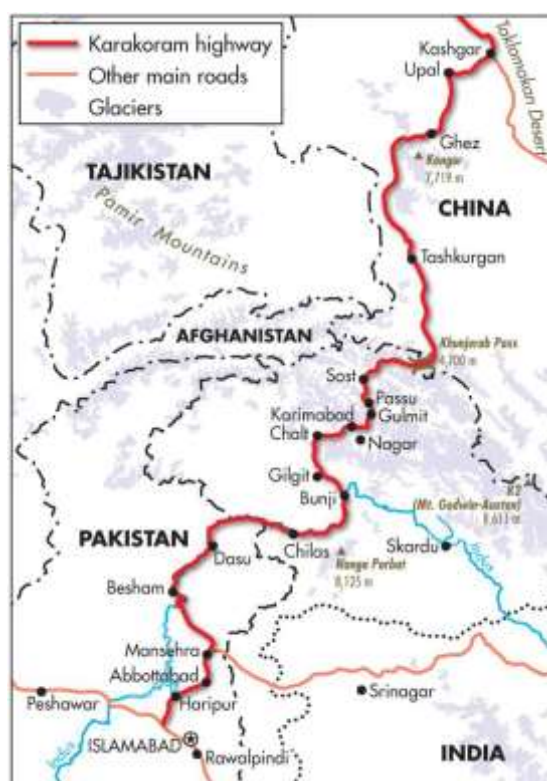 Karakoram highway
Other main roads
Glaciers
Kashgar
Upal
Taklamakan Desert
Ghez
Kongur
7,719 m
TAJIKISTAN
Pamir Mountains
CHINA
Tashkurgan
AFGHANISTAN
Khunjerab Pass
4,700 m
Sost
Passu
Karimabad
Gulmit
Chalt
Nagar
Gilgit
K2
Bunji
(Mt. Godwin-Austen)
8,611 m
PAKISTAN
Chilas
Skardu
Indus
Dasu
Nanga Parbat
8,125 m
Besham
Mansehra
Abbottabad
Peshawar
Haripur
Srinagar
ISLAMABAD
Indus
Rawalpindi
INDIA